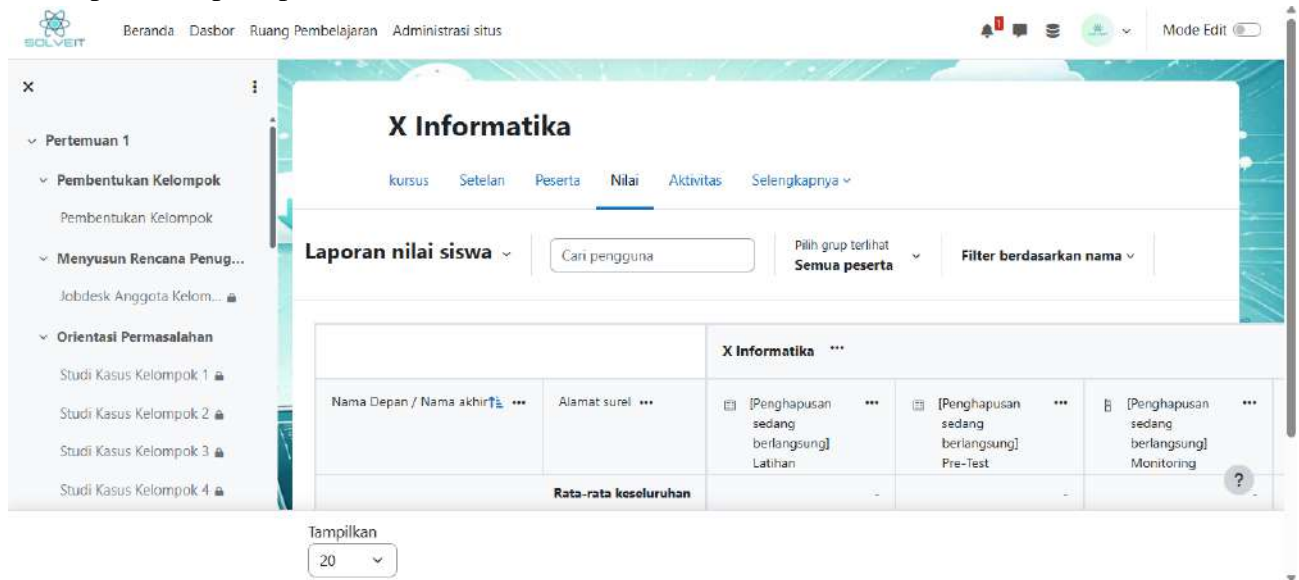 SOLVEIT
Beranda Dasbor Ruang Pembelajaran Administrasi situs
1
Mode Edit
Pertemuan 1
Pembentukan Kelompok
Pembentukan Kelompok
Menyusun Rencana Penug...
Jobdesk Anggota Kelom...
Orientasi Permasalahan
Studi Kasus Kelompok 1
Studi Kasus Kelompok 2
Studi Kasus Kelompok 3
Studi Kasus Kelompok 4
X Informatika
kursus Setelan Peserta Nilai Aktivitas Selengkapnya
Laporan nilai siswa
Cari pengguna
Pilih grup terlihat
Semua peserta
Filter berdasarkan nama
X Informatika ...
Nama Depan / Nama akhir ...
Alamat surel ...
[Penghapusan ...
sedang
berlangsung]
Latihan
[Penghapusan ...
sedang
berlangsung]
Pre-Test
[Penghapusan ...
sedang
berlangsung]
Monitoring
Rata-rata keseluruhan - - -
?
Tampilkan
20